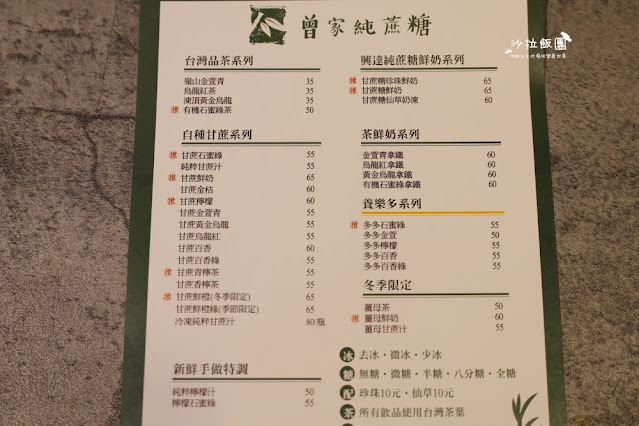 沙拉飯團
曾家純蔗糖
台灣品茶系列
嶺山金萱青 35
烏龍紅茶 35
凍頂黃金烏龍 35
推 有機石蜜綠茶 50
自種甘蔗系列
推 甘蔗石蜜綠 55
純粹甘蔗汁 55
推 甘蔗鮮奶 65
甘蔗金桔 60
推 甘蔗檸檬 60
甘蔗金萱青 55
甘蔗黃金烏龍 55
甘蔗烏龍紅 55
甘蔗百香 60
甘蔗百香綠 55
推 甘蔗青檸茶 55
甘蔗香檸茶 55
推 甘蔗鮮橙(冬季限定) 65
甘蔗鮮橙綠(季節限定) 65
冷凍純粹甘蔗汁 80/瓶
新鮮手做特調
純粹檸檬汁 50
檸檬石蜜綠 55
興達純蔗糖鮮奶系列
推 甘蔗糖珍珠鮮奶 65
推 甘蔗糖鮮奶 60
甘蔗糖仙草奶凍 60
茶鮮奶系列
金萱青拿鐵 60
烏龍紅拿鐵 60
黃金烏龍拿鐵 60
有機石蜜綠拿鐵 60
養樂多系列
推 多多石蜜綠 55
多多金萱 50
多多檸檬 55
多多百香 55
多多百香綠 55
冬季限定
薑母茶 50
推 薑母鮮奶 60
薑母甘蔗汁 55
冰 去冰・微冰・少冰
糖 無糖・微糖・半糖・八分糖・全糖
配 珍珠10元・仙草10元
茶 所有飲品使用台灣茶葉